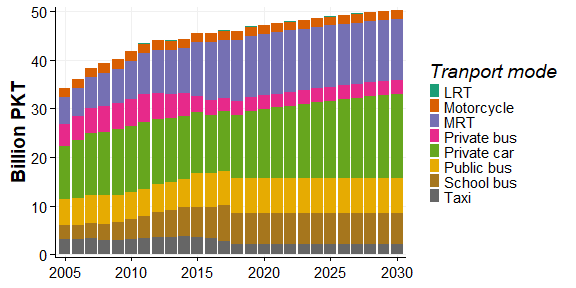 Billion PKT
50
40
30
20
10
0
2005
2010
2015
2020
2025
2030
Tranport mode
LRT
Motorcycle
MRT
Private bus
Private car
Public bus
School bus
Taxi